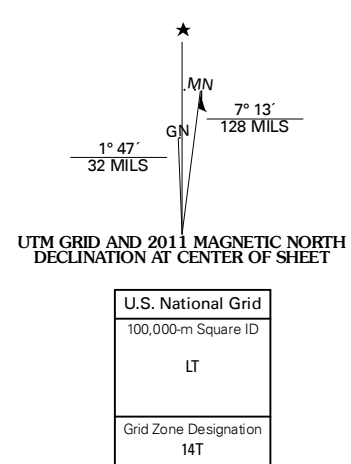 MN
7° 13´
128 MILS
GN
1° 47´
32 MILS
UTM GRID AND 2011 MAGNETIC NORTH
DECLINATION AT CENTER OF SHEET
U.S. National Grid
100,000-m Square ID
LT
Grid Zone Designation
14T